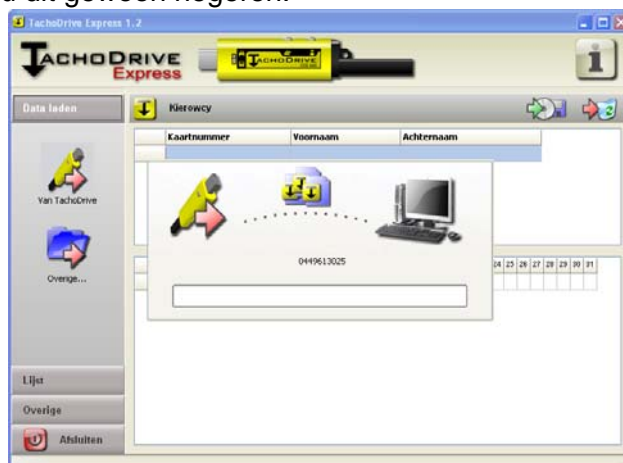 u dit gewoon negeren.
TachoDrive Express 1.2
TACHODRIVE
Express
TACHODRIVE
i
Data laden
Kierowcy
Kaartnummer Voornaam Achternaam
Van TachoDrive
Overige...
0449613025
24 25 26 27 28 29 30 31
Lijst
Overige
Afsluiten